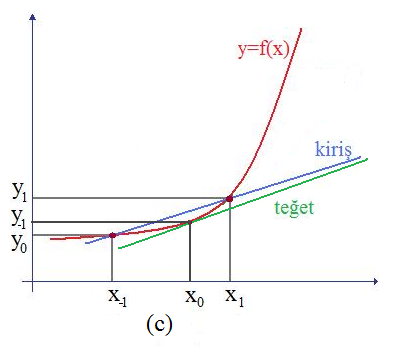 y=f(x)
kiriş
teğet
y₁
y₋₁
y₀
x₋₁ x₀ x₁
(c)